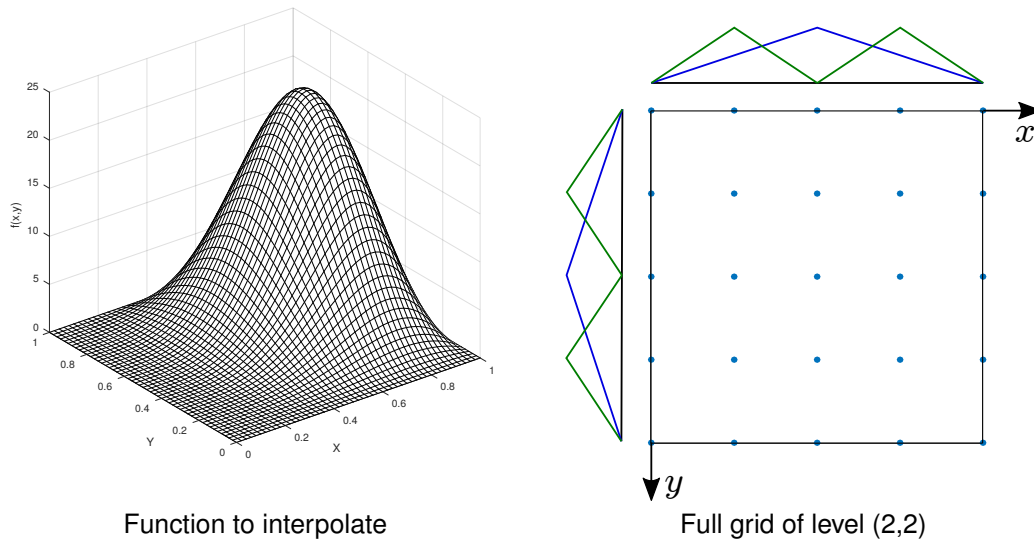 25
20
15
10
5
0
f(x,y)
1
0.8
0.6
0.4
0.2
0
Y
0
0.2
0.4
0.6
0.8
1
X
x
y
Function to interpolate
Full grid of level (2,2)